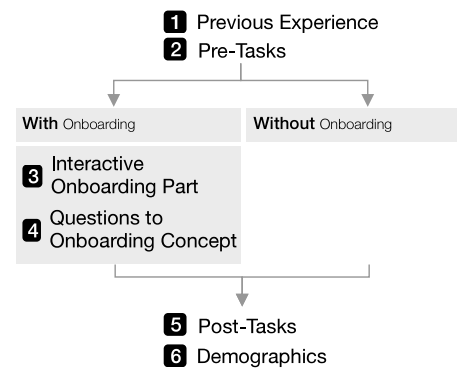 1 Previous Experience
2 Pre-Tasks
With Onboarding
Without Onboarding
3 Interactive
Onboarding Part
4 Questions to
Onboarding Concept
5 Post-Tasks
6 Demographics